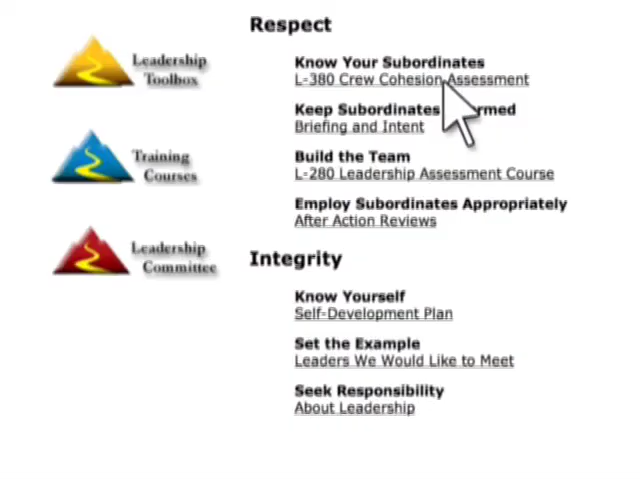 Respect
Leadership
Toolbox
Know Your Subordinates
L-380 Crew Cohesion Assessment
Keep Subordinates rmed
Briefing and Intent
Training
Courses
Build the Team
L-280 Leadership Assessment Course
Employ Subordinates Appropriately
After Action Reviews
Leadership
Committee
Integrity
Know Yourself
Self-Development Plan
Set the Example
Leaders We Would Like to Meet
Seek Responsibility
About Leadership